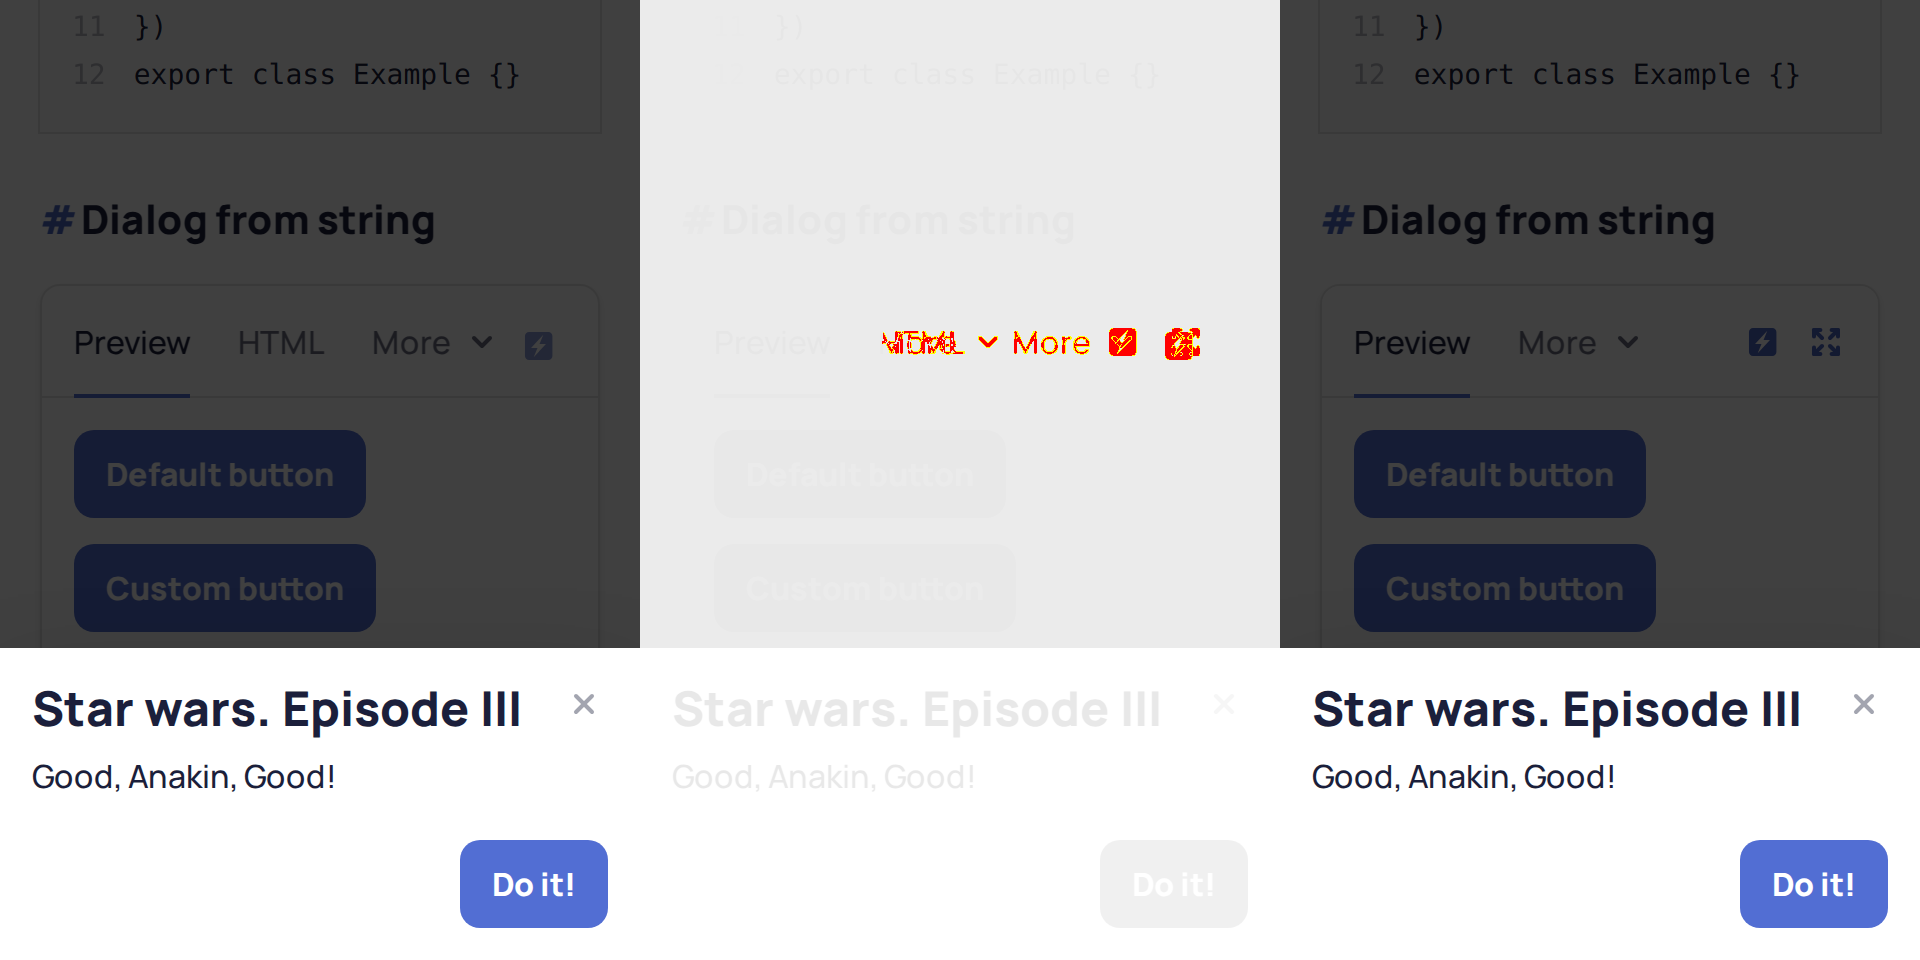 11 })
12 export class Example {}
# Dialog from string
Preview HTML More
Default button
Custom button
Star wars. Episode III
Good, Anakin, Good!
Do it!
})
export class Example {}
# Dialog from string
Preview More
Default button
Custom button
Star wars. Episode III
Good, Anakin, Good!
Do it!
11 })
12 export class Example {}
# Dialog from string
Preview More
Default button
Custom button
Star wars. Episode III
Good, Anakin, Good!
Do it!